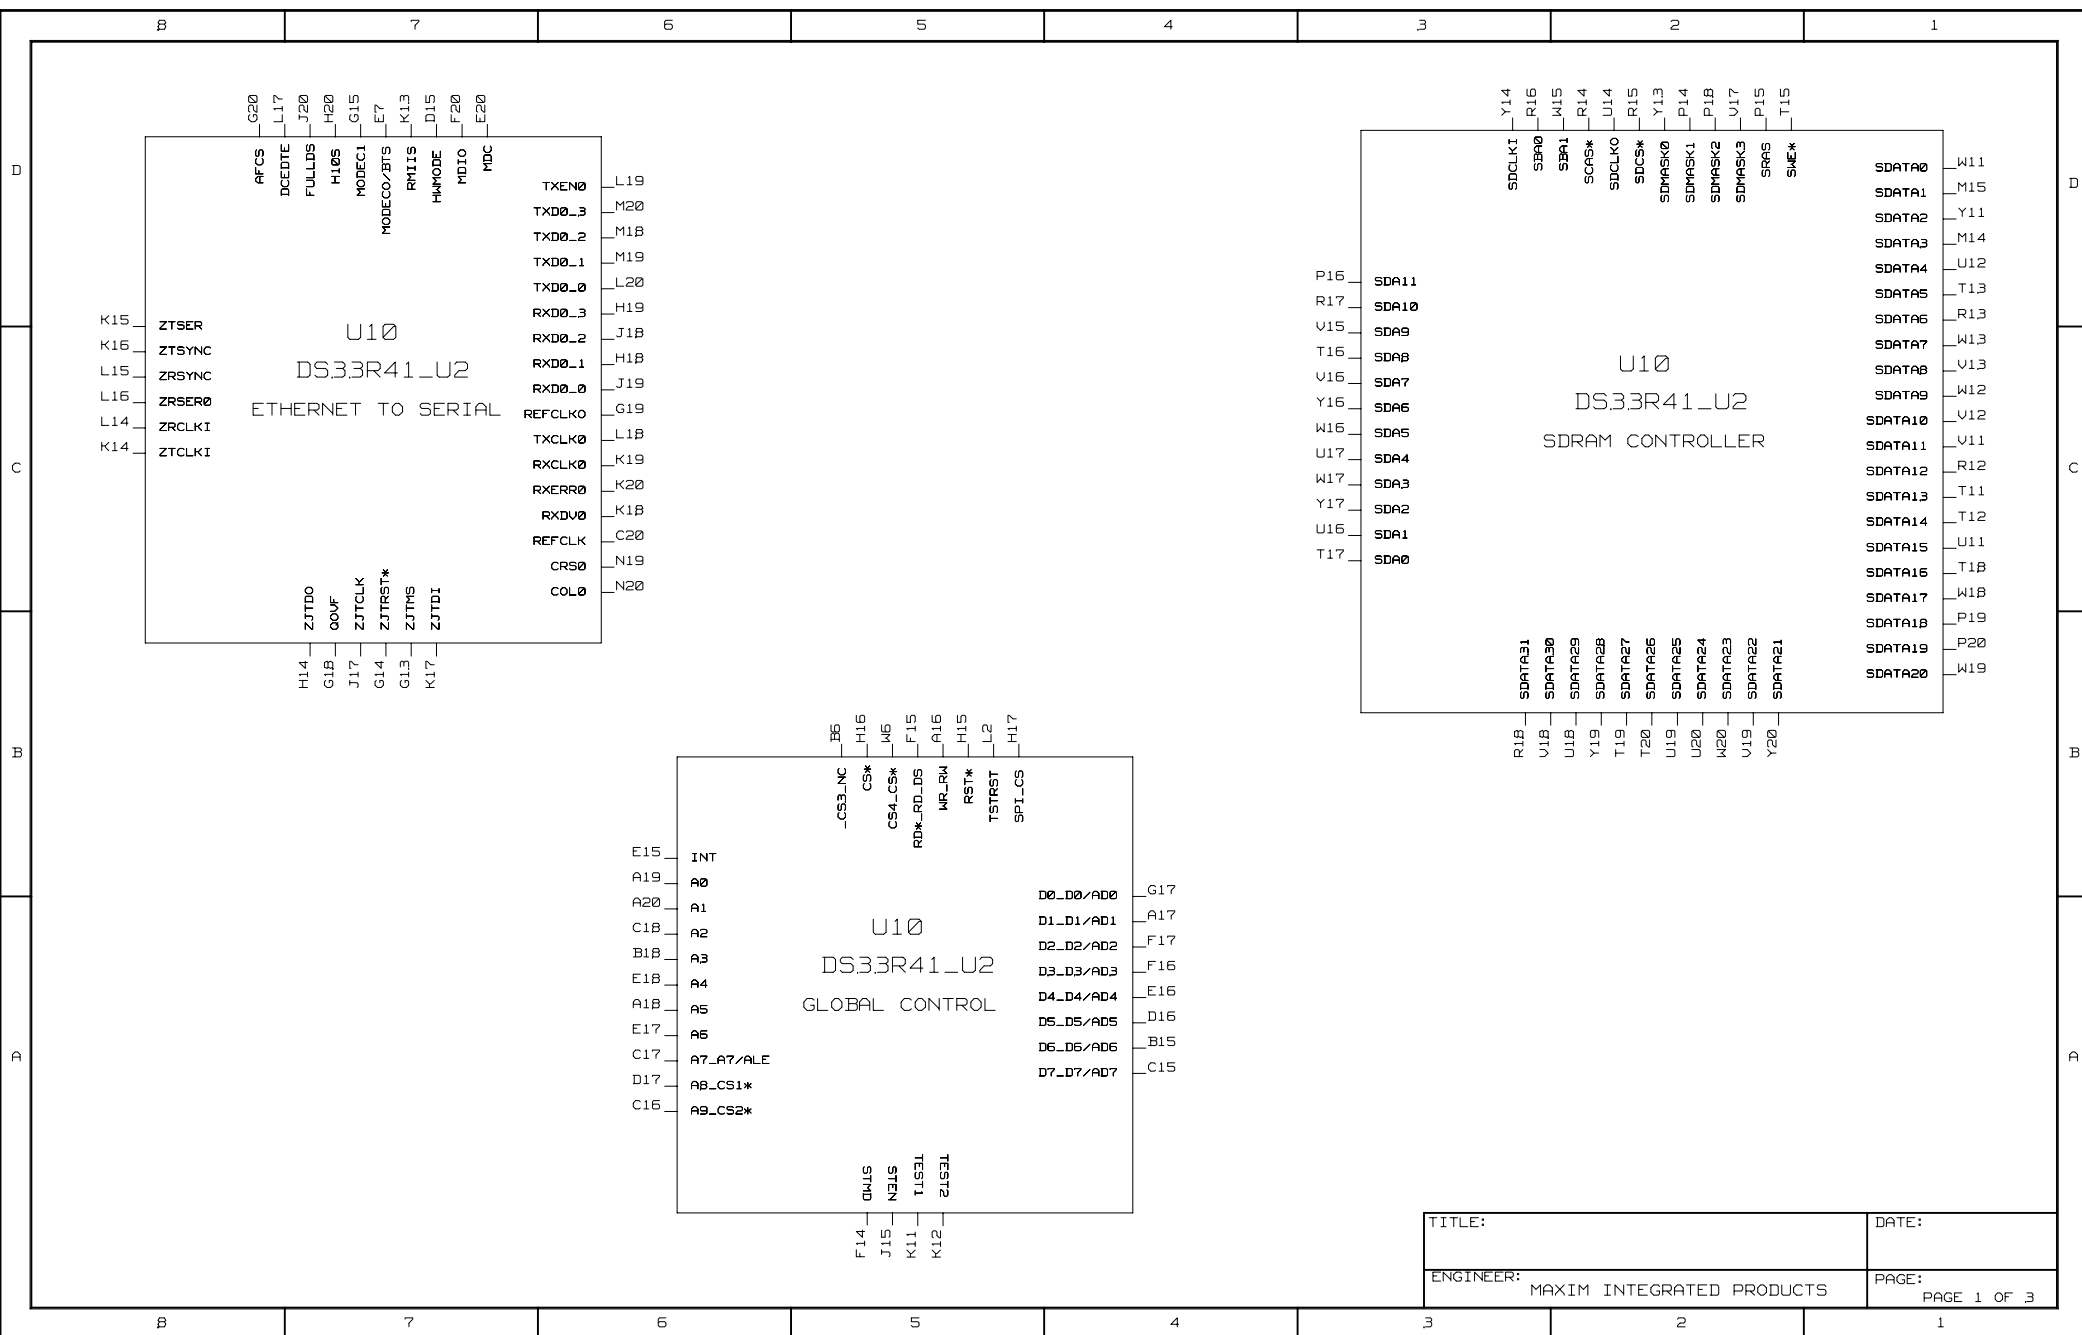 8 7 6 5 4 3 2 1
D
C
B
A
G20 L17 J20 H20 G15 E7 K13 D15 F20 E20
AFCS DCEDTE FULLDS H10S MODEC1 MODECO/BTS RMIIS HWMODE MDIO MDC
TXEN0 L19
TXD0_3 M20
TXD0_2 M18
TXD0_1 M19
TXD0_0 L20
RXD0_3 H19
RXD0_2 J18
RXD0_1 H18
RXD0_0 J19
REFCLKO G19
TXCLK0 L18
RXCLK0 K19
RXERR0 K20
RXDV0 K18
REFCLK C20
CRS0 N19
COL0 N20
K15 ZTSER
K16 ZTSYNC
L15 ZRSYNC
L16 ZRSER0
L14 ZRCLKI
K14 ZTCLKI
U10
DS33R41_U2
ETHERNET TO SERIAL
ZJTDO QOVF ZJTCLK ZJTRST* ZJTMS ZJTDI
H14 G18 J17 G14 G13 K17
Y14 R16 W15 R14 U14 R15 Y13 P14 P18 V17 P15 T15
SDCLKI SBA0 SBA1 SCAS* SDCLKO SDCS* SDMASK0 SDMASK1 SDMASK2 SDMASK3 SRAS SWE*
P16 SDA11
R17 SDA10
V15 SDA9
T16 SDA8
V16 SDA7
Y16 SDA6
W16 SDA5
U17 SDA4
W17 SDA3
Y17 SDA2
U16 SDA1
T17 SDA0
U10
DS33R41_U2
SDRAM CONTROLLER
SDATA0 W11
SDATA1 M15
SDATA2 Y11
SDATA3 M14
SDATA4 U12
SDATA5 T13
SDATA6 R13
SDATA7 W13
SDATA8 V13
SDATA9 W12
SDATA10 V12
SDATA11 V11
SDATA12 R12
SDATA13 T11
SDATA14 T12
SDATA15 U11
SDATA16 T18
SDATA17 W18
SDATA18 P19
SDATA19 P20
SDATA20 W19
SDATA31 SDATA30 SDATA29 SDATA28 SDATA27 SDATA26 SDATA25 SDATA24 SDATA23 SDATA22 SDATA21
R18 V18 U18 Y19 T19 T20 U19 U20 W20 V19 Y20
B6 H16 W6 F15 A16 H15 L2 H17
_CS3_NC CS* CS4_CS* RD*_RD_DS WR_RW RST* TSTRST SPI_CS
E15 INT
A19 A0
A20 A1
C18 A2
B18 A3
E18 A4
A18 A5
E17 A6
C17 A7_A7/ALE
D17 A8_CS1*
C16 A9_CS2*
U10
DS33R41_U2
GLOBAL CONTROL
D0_D0/AD0 G17
D1_D1/AD1 A17
D2_D2/AD2 F17
D3_D3/AD3 F16
D4_D4/AD4 E16
D5_D5/AD5 D16
D6_D6/AD6 B15
D7_D7/AD7 C15
STMD STEN TEST1 TEST2
F14 J15 K11 K12
D
C
B
A
TITLE: DATE:
ENGINEER: MAXIM INTEGRATED PRODUCTS
PAGE: PAGE 1 OF 3
8 7 6 5 4 3 2 1